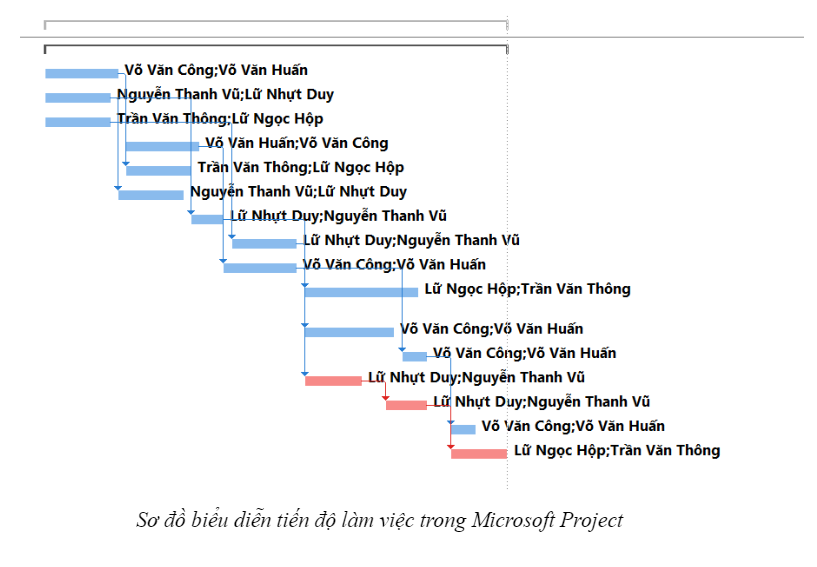 Võ Văn Công;Võ Văn Huấn
Nguyễn Thanh Vũ;Lữ Nhựt Duy
Trần Văn Thông;Lữ Ngọc Hộp
Võ Văn Huấn;Võ Văn Công
Trần Văn Thông;Lữ Ngọc Hộp
Nguyễn Thanh Vũ;Lữ Nhựt Duy
Lữ Nhựt Duy;Nguyễn Thanh Vũ
Lữ Nhựt Duy;Nguyễn Thanh Vũ
Võ Văn Công;Võ Văn Huấn
Lữ Ngọc Hộp;Trần Văn Thông
Võ Văn Công;Võ Văn Huấn
Võ Văn Công;Võ Văn Huấn
Lữ Nhựt Duy;Nguyễn Thanh Vũ
Lữ Nhựt Duy;Nguyễn Thanh Vũ
Võ Văn Công;Võ Văn Huấn
Lữ Ngọc Hộp;Trần Văn Thông
Sơ đồ biểu diễn tiến độ làm việc trong Microsoft Project